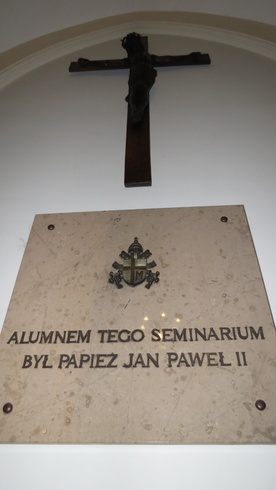 ALUMNEM TEGO SEMINARIUM
BYŁ PAPIEŻ JAN PAWEŁ II